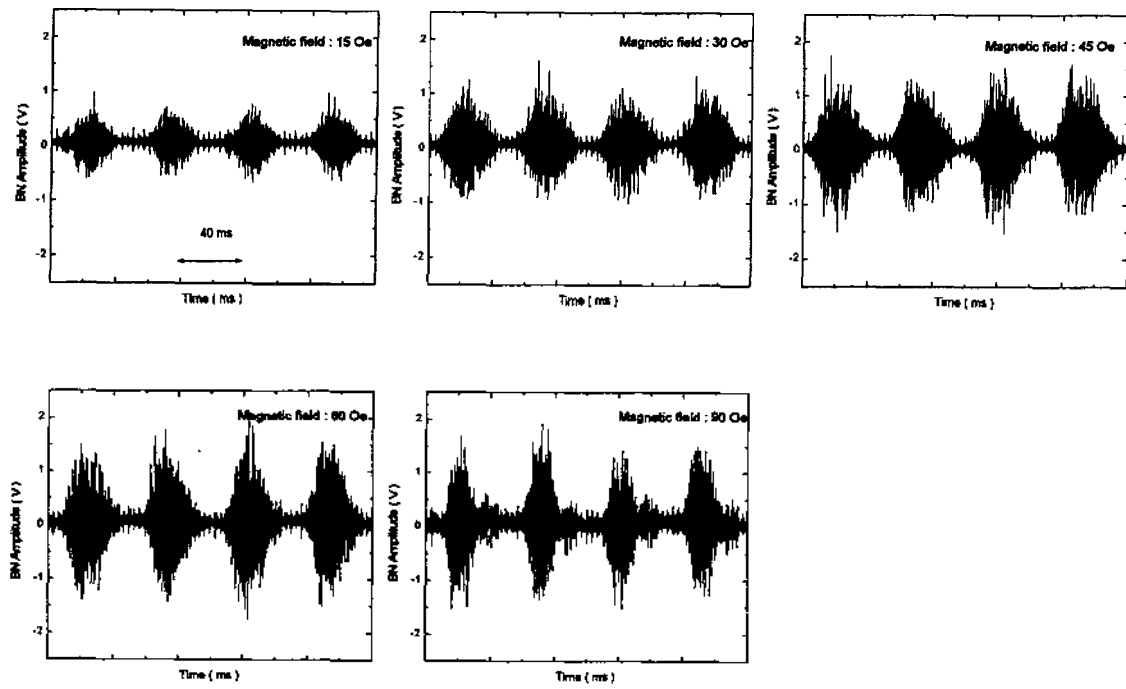 Magnetic field : 15 Oe
2
1
0
-1
-2
BN Amplitude ( V )
40 ms
Time ( ms )
Magnetic field : 30 Oe
2
1
0
-1
-2
BN Amplitude ( V )
Time ( ms )
Magnetic field : 45 Oe
2
1
0
-1
-2
BN Amplitude ( V )
Time ( ms )
Magnetic field : 60 Oe
2
1
0
-1
-2
BN Amplitude ( V )
Time ( ms )
Magnetic field : 90 Oe
2
1
0
-1
-2
BN Amplitude ( V )
Time ( ms )